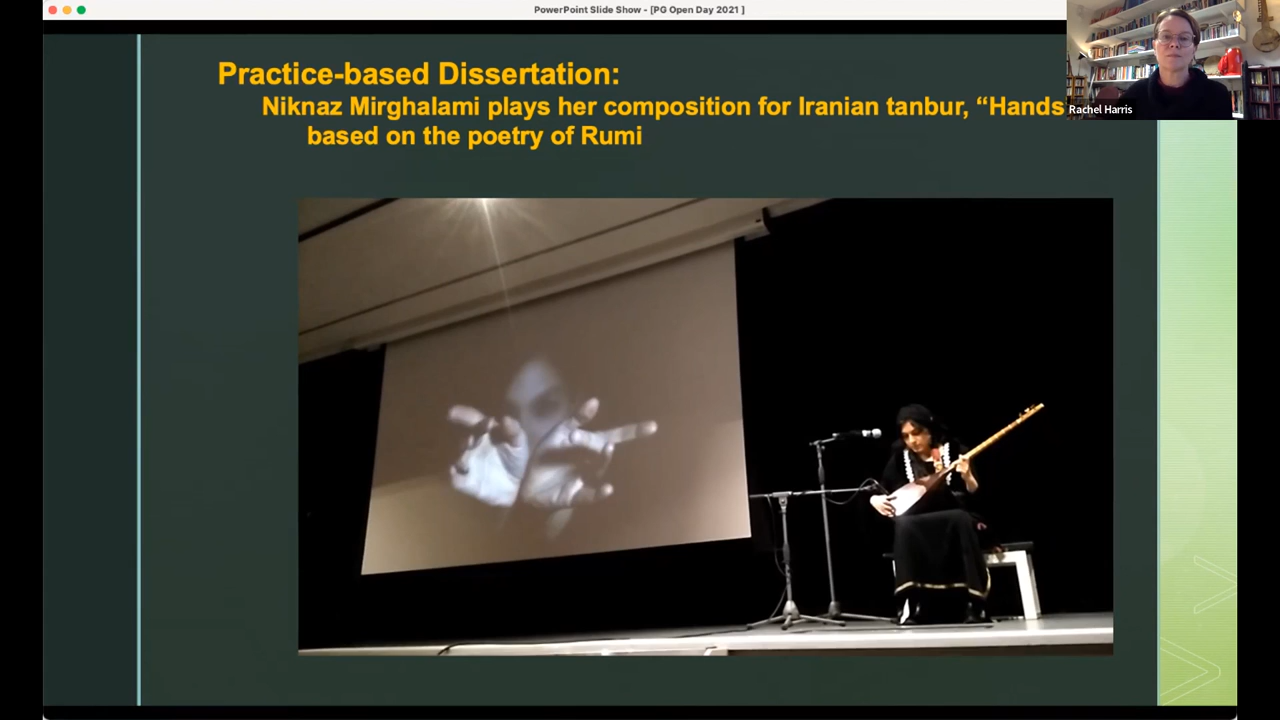 PowerPoint Slide Show - [PG Open Day 2021 ]
Rachel Harris
Practice-based Dissertation:
Niknaz Mirghalami plays her composition for Iranian tanbur, “Hands
based on the poetry of Rumi